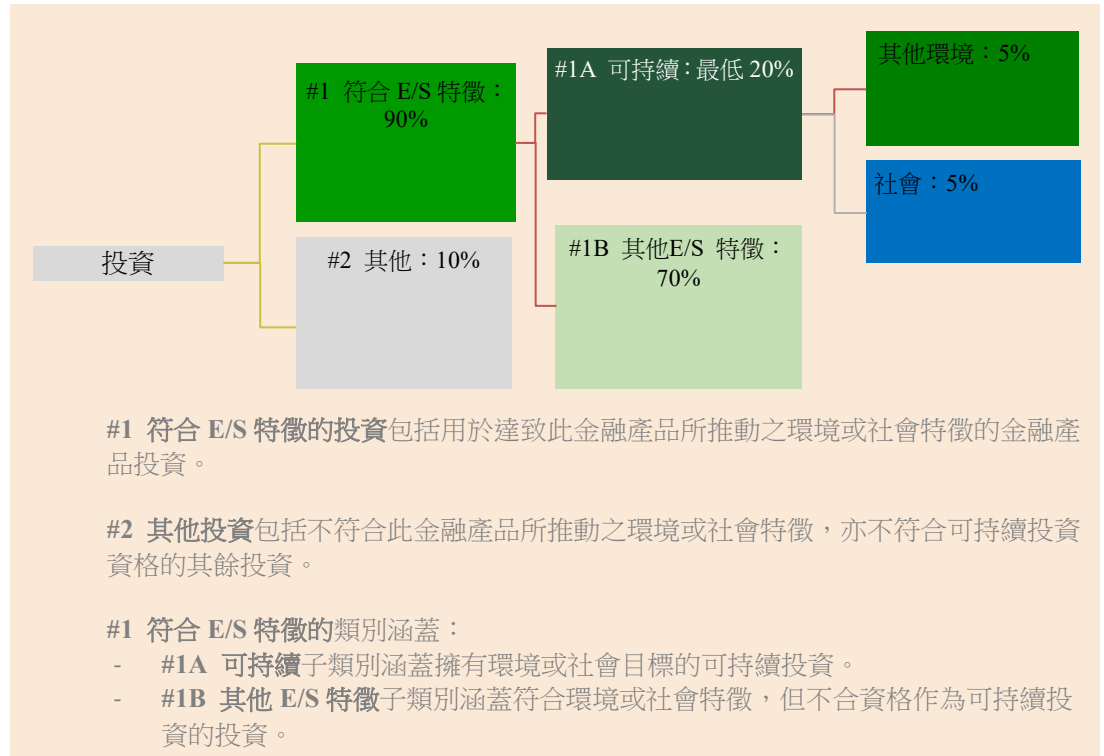 #1 符合 E/S 特徵：
90%
#1A 可持續：最低 20%
其他環境：5%
社會：5%
投資
#2 其他：10%
#1B 其他E/S 特徵：
70%
#1 符合 E/S 特徵的投資包括用於達致此金融產品所推動之環境或社會特徵的金融產
品投資。
#2 其他投資包括不符合此金融產品所推動之環境或社會特徵，亦不符合可持續投資
資格的其餘投資。
#1 符合 E/S 特徵的類別涵蓋：
- #1A 可持續子類別涵蓋擁有環境或社會目標的可持續投資。
- #1B 其他 E/S 特徵子類別涵蓋符合環境或社會特徵，但不合資格作為可持續投
資的投資。